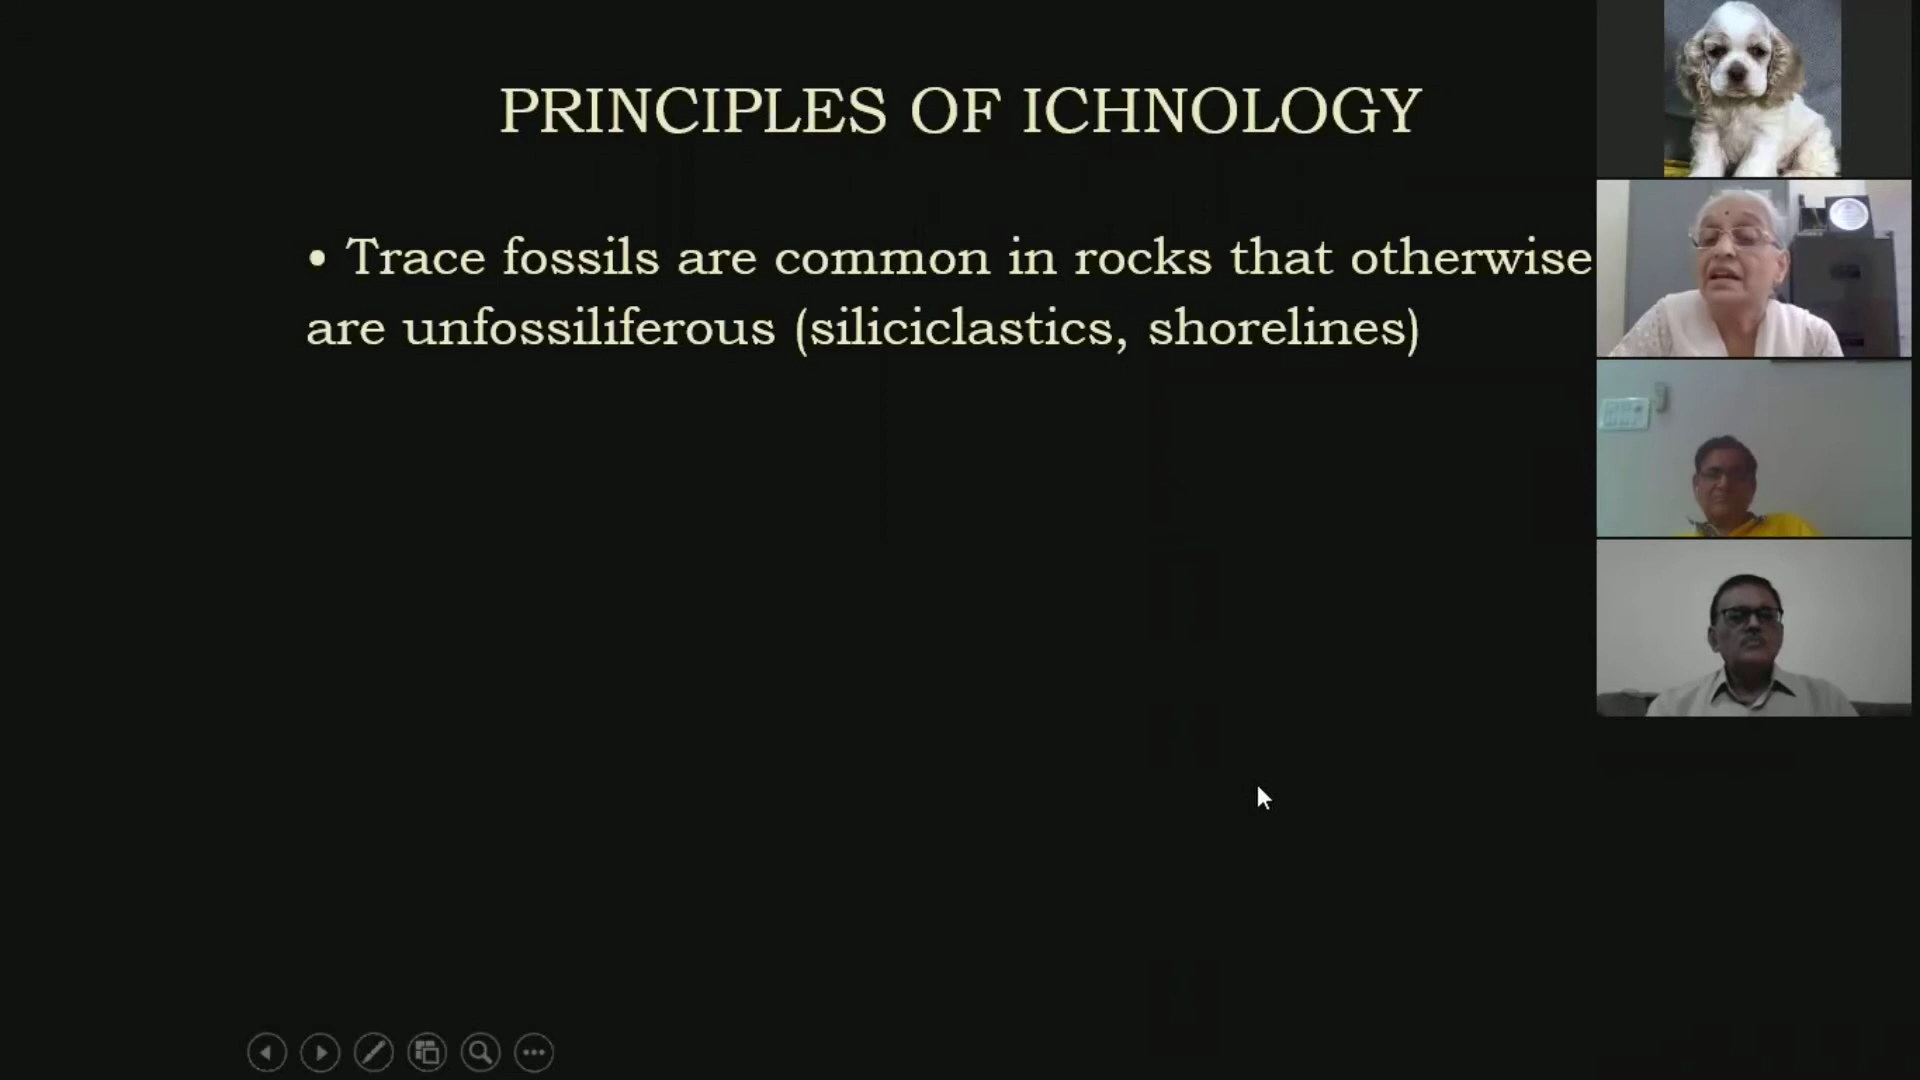 PRINCIPLES OF ICHNOLOGY
• Trace fossils are common in rocks that otherwise
are unfossiliferous (siliciclastics, shorelines)